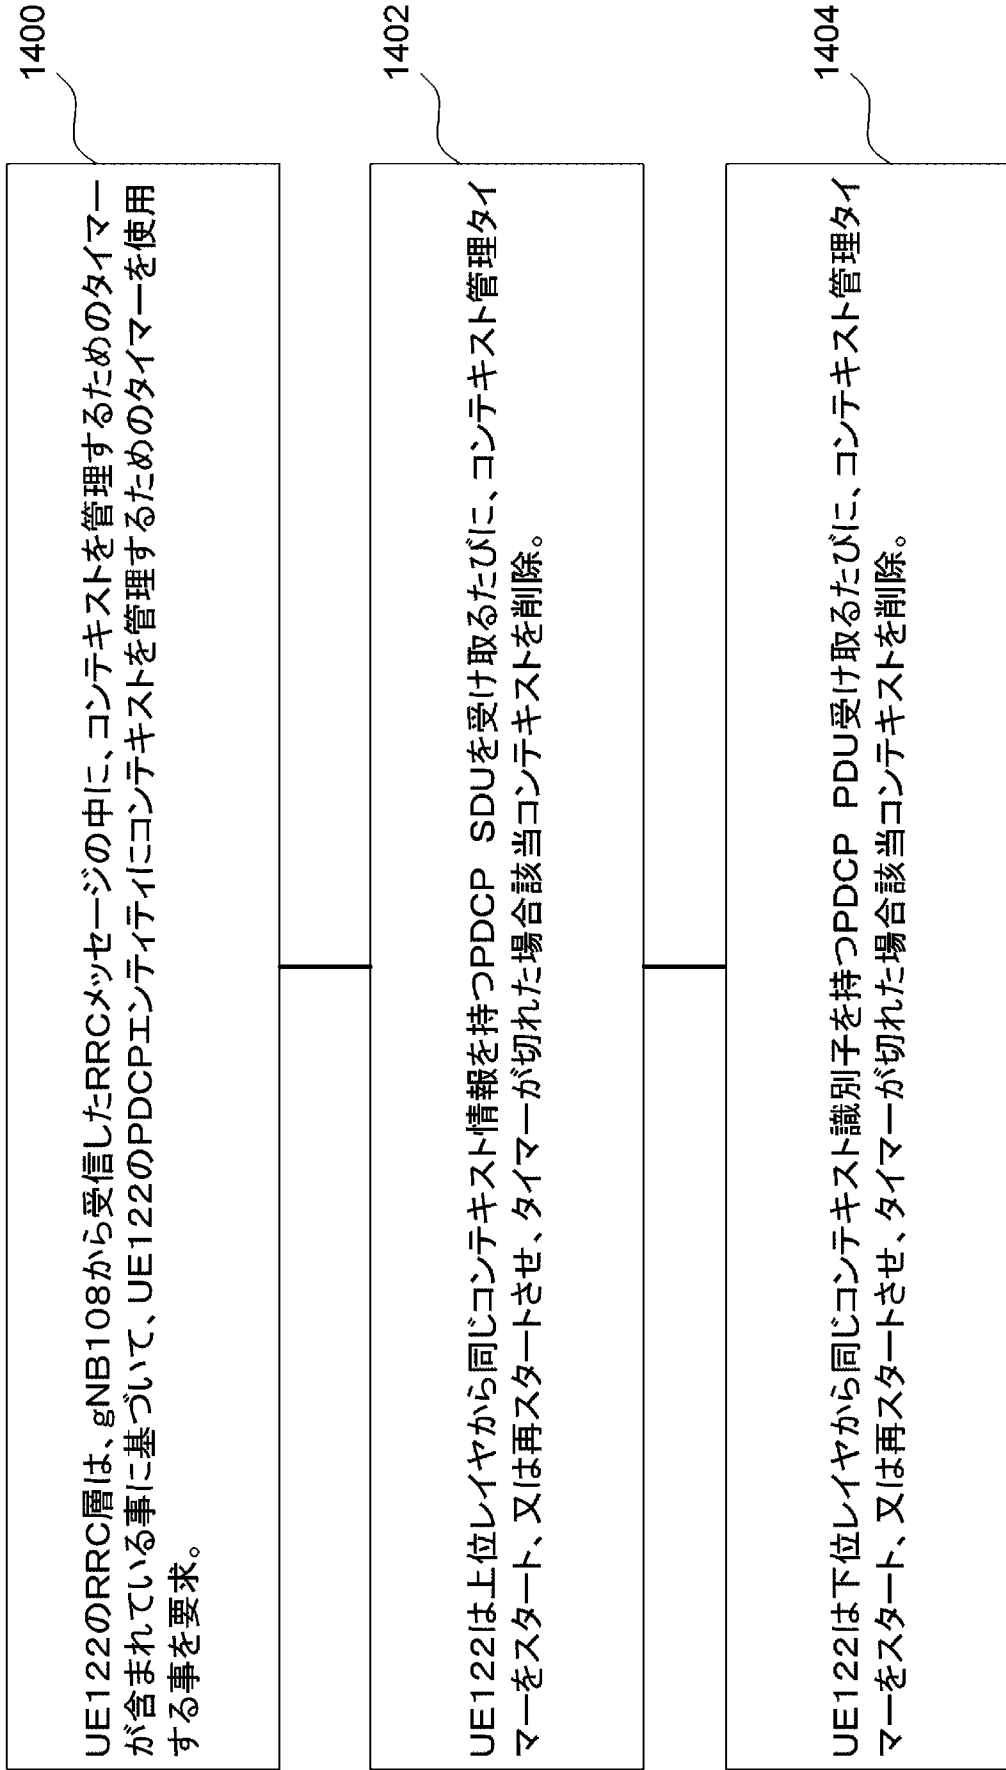 1400
UE122のRRC層は、gNB108から受信したRRCメッセージの中に、コンテキストを管理するためのタイマー
が含まれている事に基づいて、UE122のPDCPエンティティにコンテキストを管理するためのタイマーを使用
する事を要求。
1402
UE122は上位レイヤから同じコンテキスト情報を持つPDCP SDUを受け取るたびに、コンテキスト管理タイ
マーをスタート、又は再スタートさせ、タイマーが切れた場合該当コンテキストを削除。
1404
UE122は下位レイヤから同じコンテキスト識別子を持つPDCP PDU受け取るたびに、コンテキスト管理タイ
マーをスタート、又は再スタートさせ、タイマーが切れた場合該当コンテキストを削除。